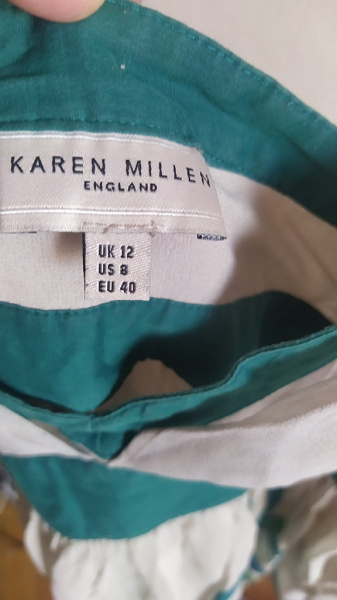 KAREN MILLEN
ENGLAND
UK 12
US 8
EU 40